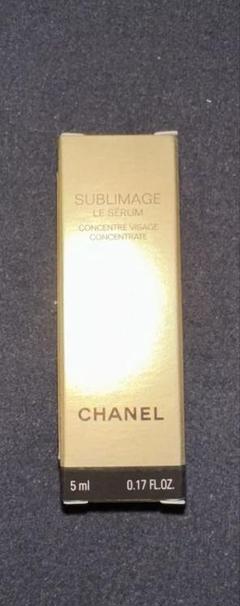 SUBLIMAGE
LE SÉRUM
CONCENTRÉ VISAGE
CONCENTRATE
CHANEL
5 ml 0.17 FL.OZ.